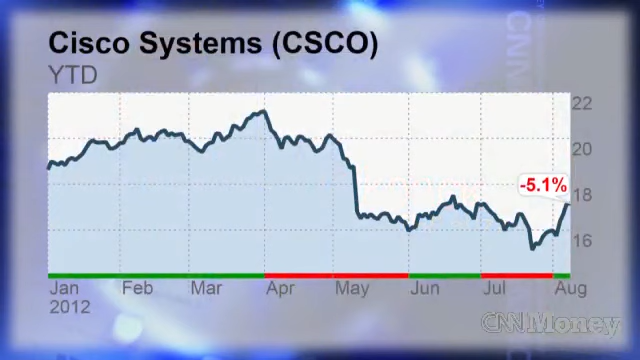 Cisco Systems (CSCO)
YTD
22
20
-5.1%
18
16
Jan Feb Mar Apr May Jun Jul Aug
2012
CNNMoney
CNNM